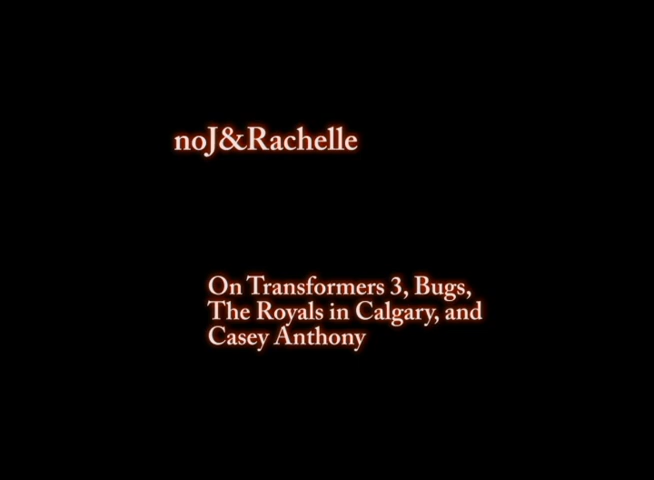 noJ&Rachelle
On Transformers 3, Bugs,
The Royals in Calgary, and
Casey Anthony